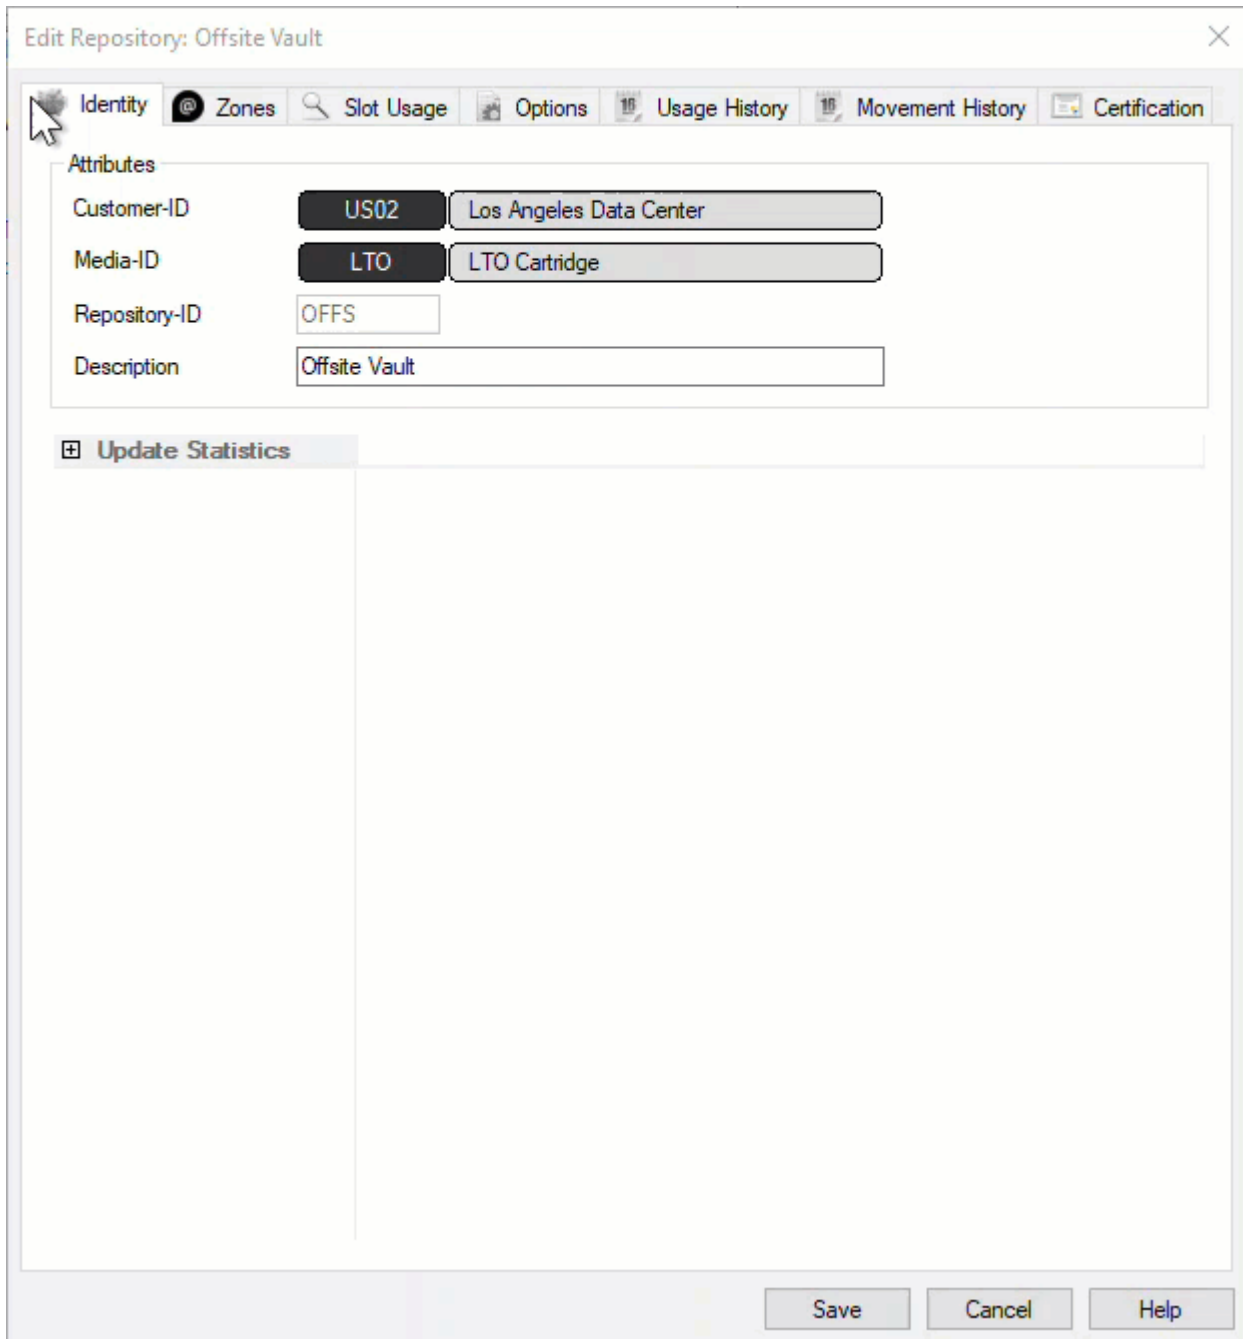 Edit Repository: Offsite Vault
Identity Zones Slot Usage Options Usage History Movement History Certification
Attributes
Customer-ID US02 Los Angeles Data Center
Media-ID LTO LTO Cartridge
Repository-ID OFFS
Description Offsite Vault
Update Statistics
Save Cancel Help